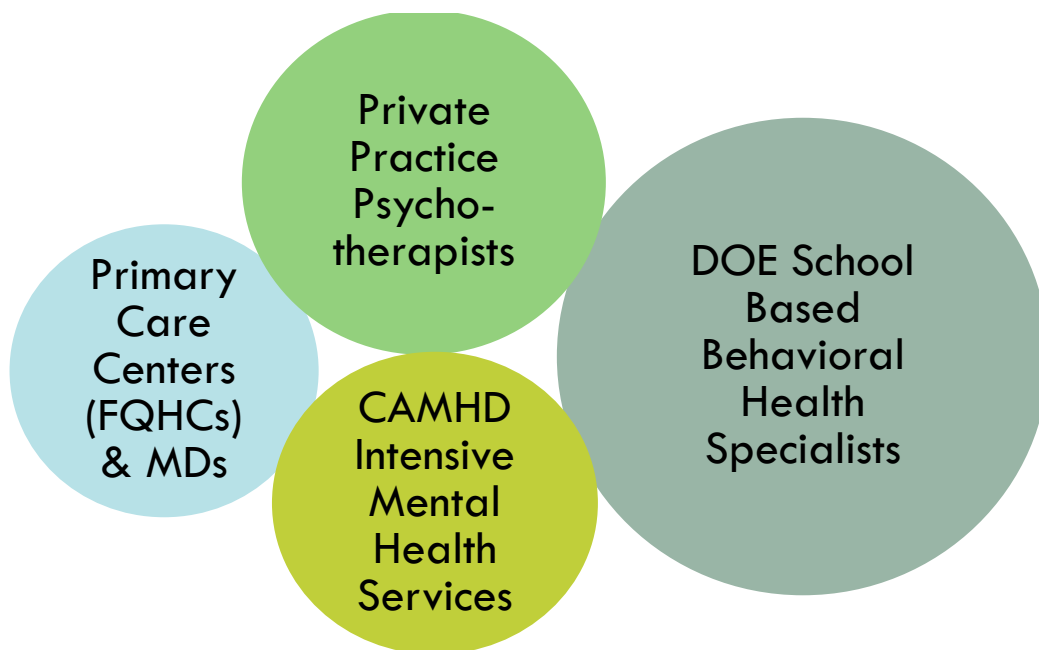 Private
Practice
Psycho-
therapists
Primary
Care
Centers
(FQHCs)
& MDs
CAMHD
Intensive
Mental
Health
Services
DOE School
Based
Behavioral
Health
Specialists